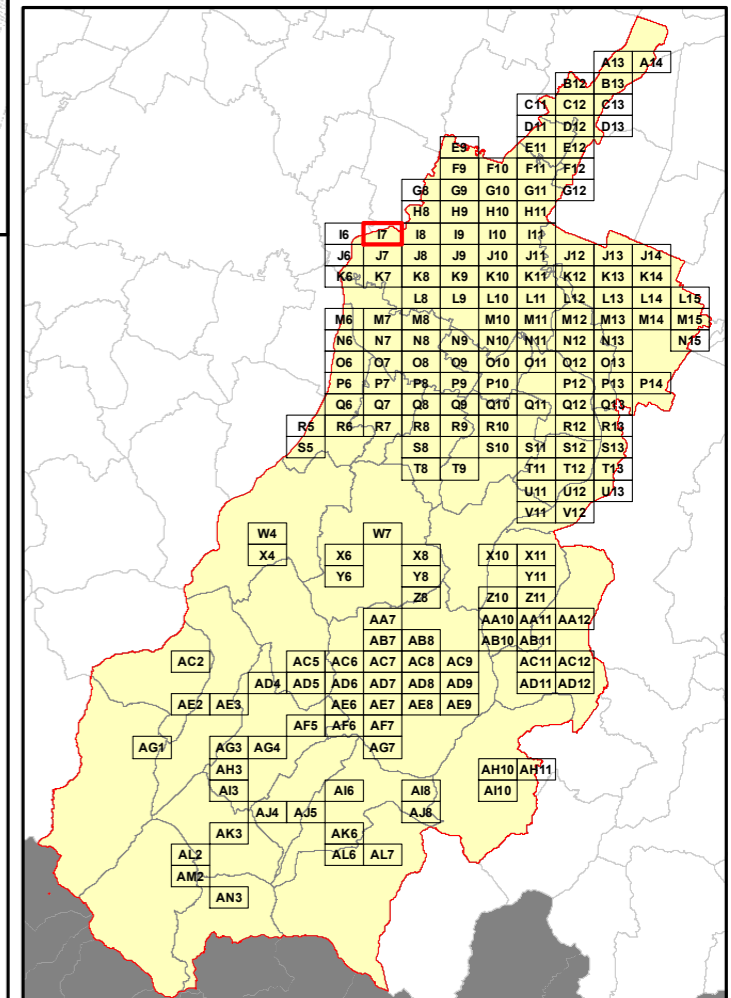 A13 A14
B12 B13
C11 C12 C13
D11 D12 D13
E9 E11 E12
F9 F10 F11 F12
G8 G9 G10 G11 G12
H8 H9 H10 H11
I6 I7 I8 I9 I10 I11
J6 J7 J8 J9 J10 J11 J12 J13 J14
K6 K7 K8 K9 K10 K11 K12 K13 K14
L8 L9 L10 L11 L12 L13 L14 L15
M6 M7 M8 M10 M11 M12 M13 M14 M15
N6 N7 N8 N9 N10 N11 N12 N13 N15
O6 O7 O8 O9 O10 O11 O12 O13
P6 P7 P8 P9 P10 P12 P13 P14
Q6 Q7 Q8 Q9 Q10 Q11 Q12 Q13
R5 R6 R7 R8 R9 R10 R12 R13
S5 S8 S10 S11 S12 S13
T8 T9 T11 T12 T13
U11 U12 U13
V11 V12
W4 W7
X4 X6 X8 X10 X11
Y6 Y8 Y11
Z8 Z10 Z11
AA7 AA10 AA11 AA12
AB7 AB8 AB10 AB11
AC2 AC5 AC6 AC7 AC8 AC9 AC11 AC12
AD4 AD5 AD6 AD7 AD8 AD9 AD11 AD12
AE2 AE3 AE6 AE7 AE8 AE9
AF5 AF6 AF7
AG1 AG3 AG4 AG7
AH3 AH10 AH11
AI3 AI6 AI8 AI10
AJ4 AJ5 AJ8
AK3 AK6
AL2 AL6 AL7
AM2
AN3